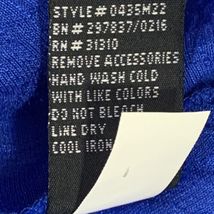 STYLE# 0435M22
BN# 297837/0216
RN# 31310
REMOVE ACCESSORIES
HAND WASH COLD
WITH LIKE COLORS
DO NOT BLEACH
LINE DRY
COOL IRON